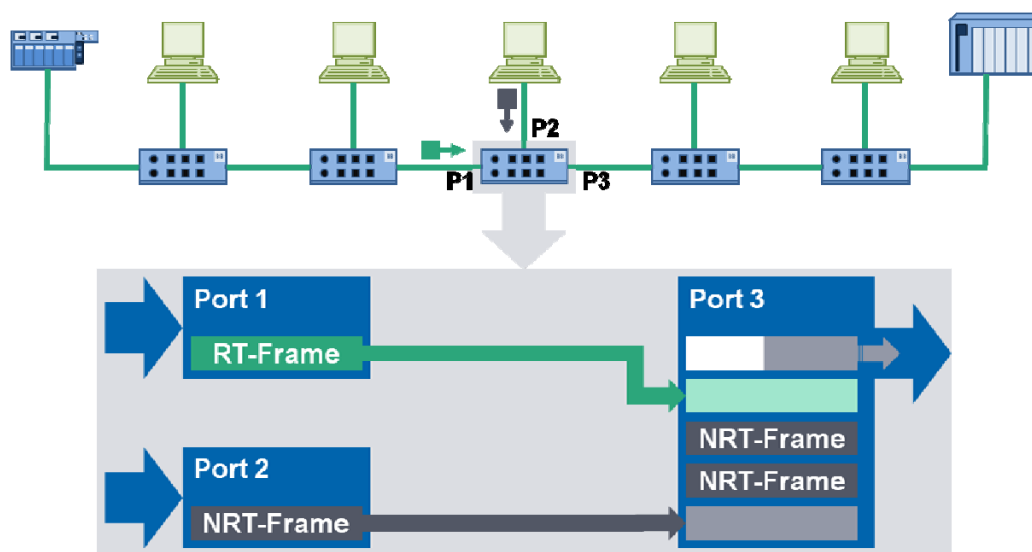 P2
P1
P3
Port 1
RT-Frame
Port 3
NRT-Frame
NRT-Frame
Port 2
NRT-Frame